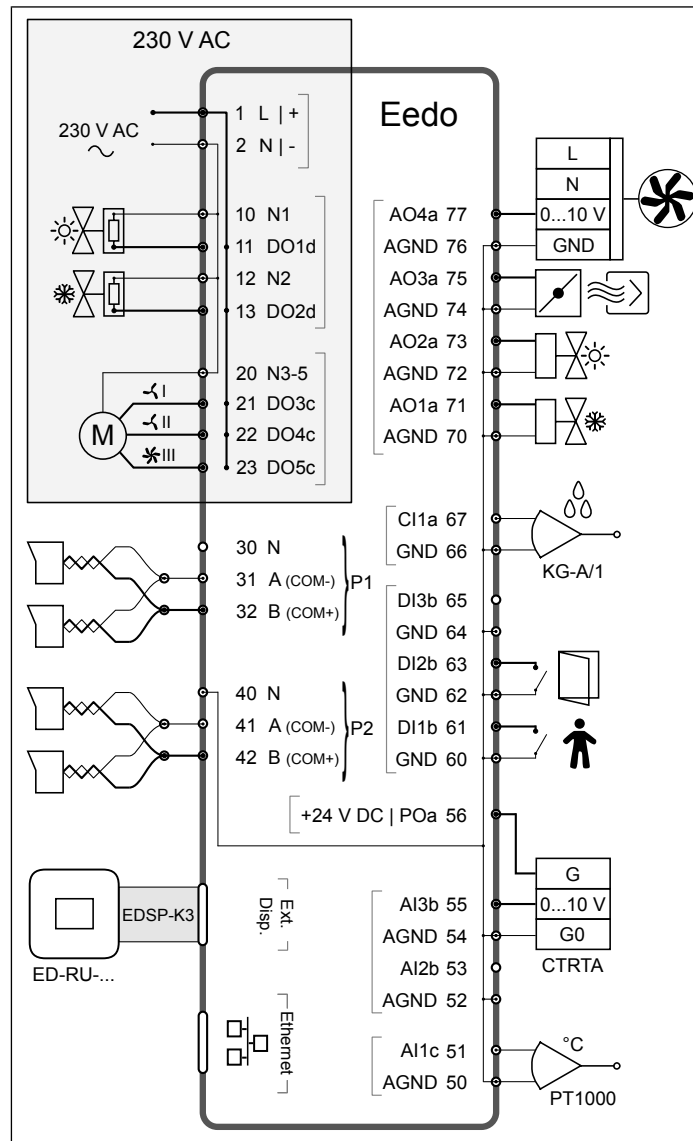 230 V AC
Eedo
230 V AC
1 L | +
2 N | -
10 N1
11 DO1d
12 N2
13 DO2d
20 N3-5
21 DO3c
22 DO4c
23 DO5c
I
II
III
M
30 N
31 A (COM-)
32 B (COM+)
P1
40 N
41 A (COM-)
42 B (COM+)
P2
EDSP-K3
ED-RU-...
Ext.
Disp.
Ethernet
AO4a 77
AGND 76
AO3a 75
AGND 74
AO2a 73
AGND 72
AO1a 71
AGND 70
CI1a 67
GND 66
DI3b 65
GND 64
DI2b 63
GND 62
DI1b 61
GND 60
+24 V DC | POa 56
AI3b 55
AGND 54
AI2b 53
AGND 52
AI1c 51
AGND 50
L
N
0...10 V
GND
KG-A/1
G
0...10 V
G0
CTRTA
°C
PT1000